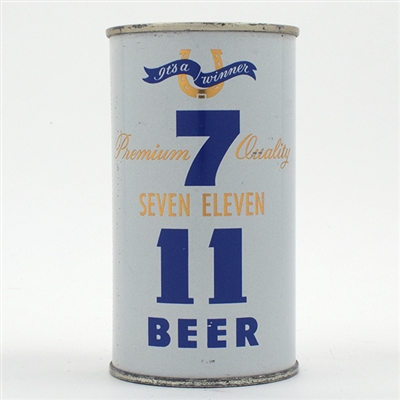 It's a winner
7
Premium Quality
SEVEN ELEVEN
11
BEER